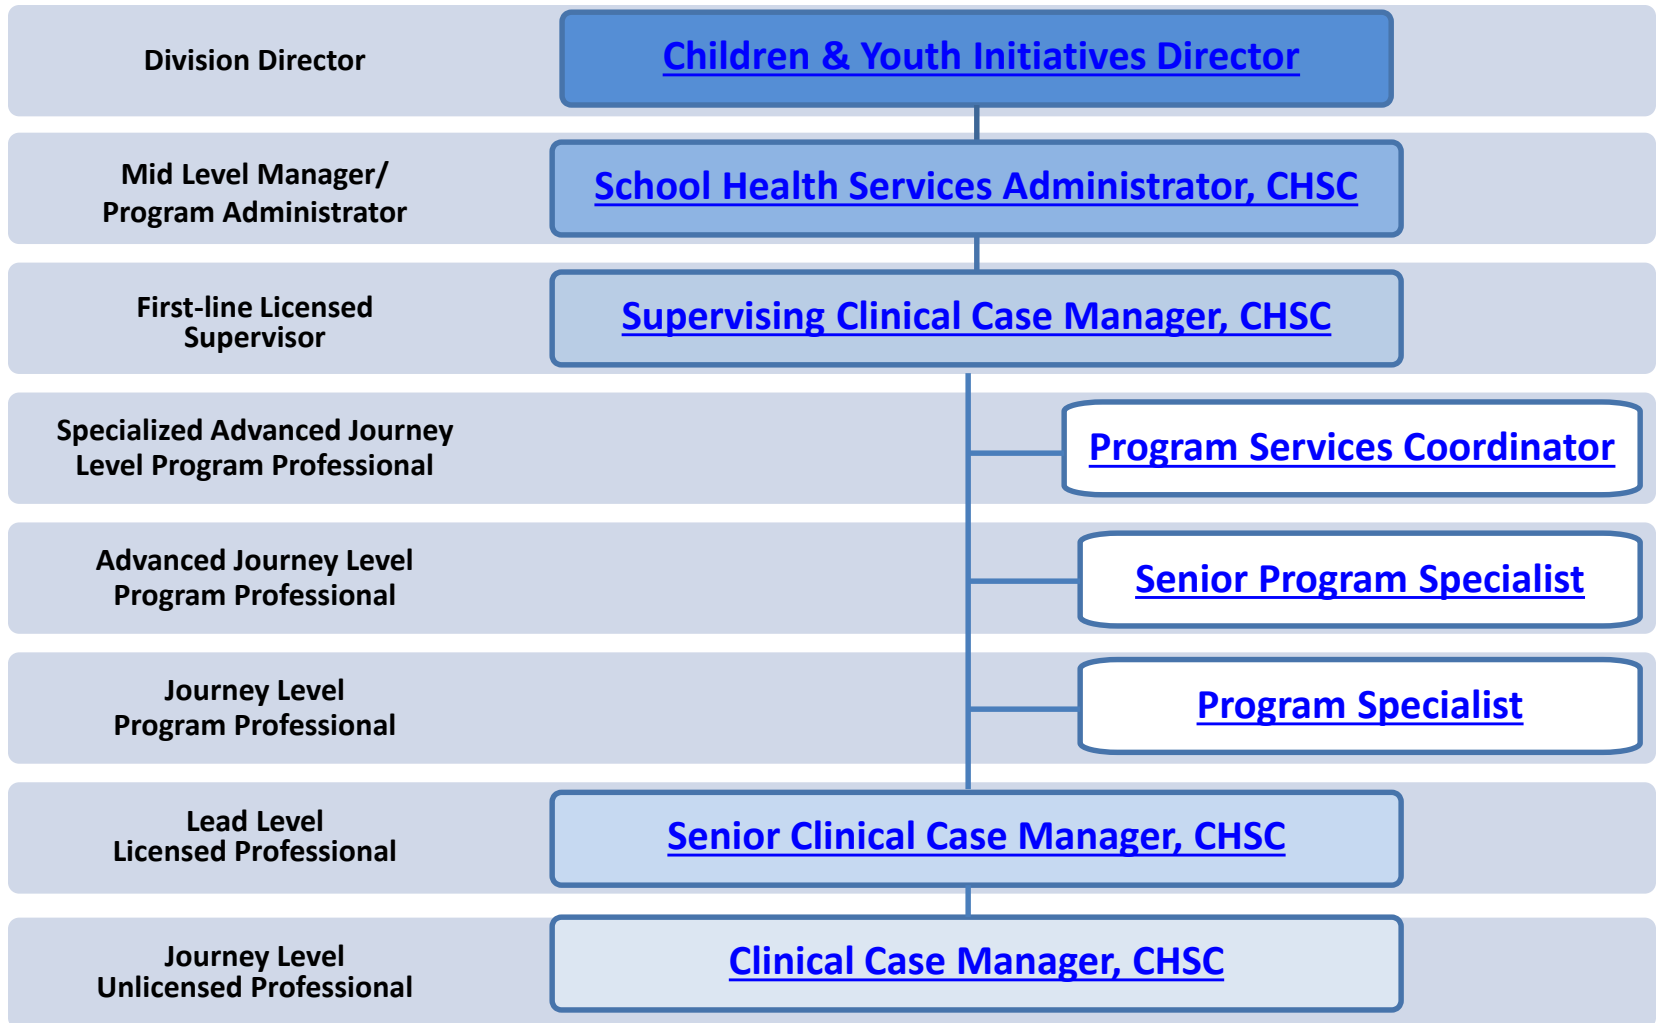 Division Director
Children & Youth Initiatives Director
Mid Level Manager/
Program Administrator
School Health Services Administrator, CHSC
First-line Licensed
Supervisor
Supervising Clinical Case Manager, CHSC
Specialized Advanced Journey
Level Program Professional
Program Services Coordinator
Advanced Journey Level
Program Professional
Senior Program Specialist
Journey Level
Program Professional
Program Specialist
Lead Level
Licensed Professional
Senior Clinical Case Manager, CHSC
Journey Level
Unlicensed Professional
Clinical Case Manager, CHSC